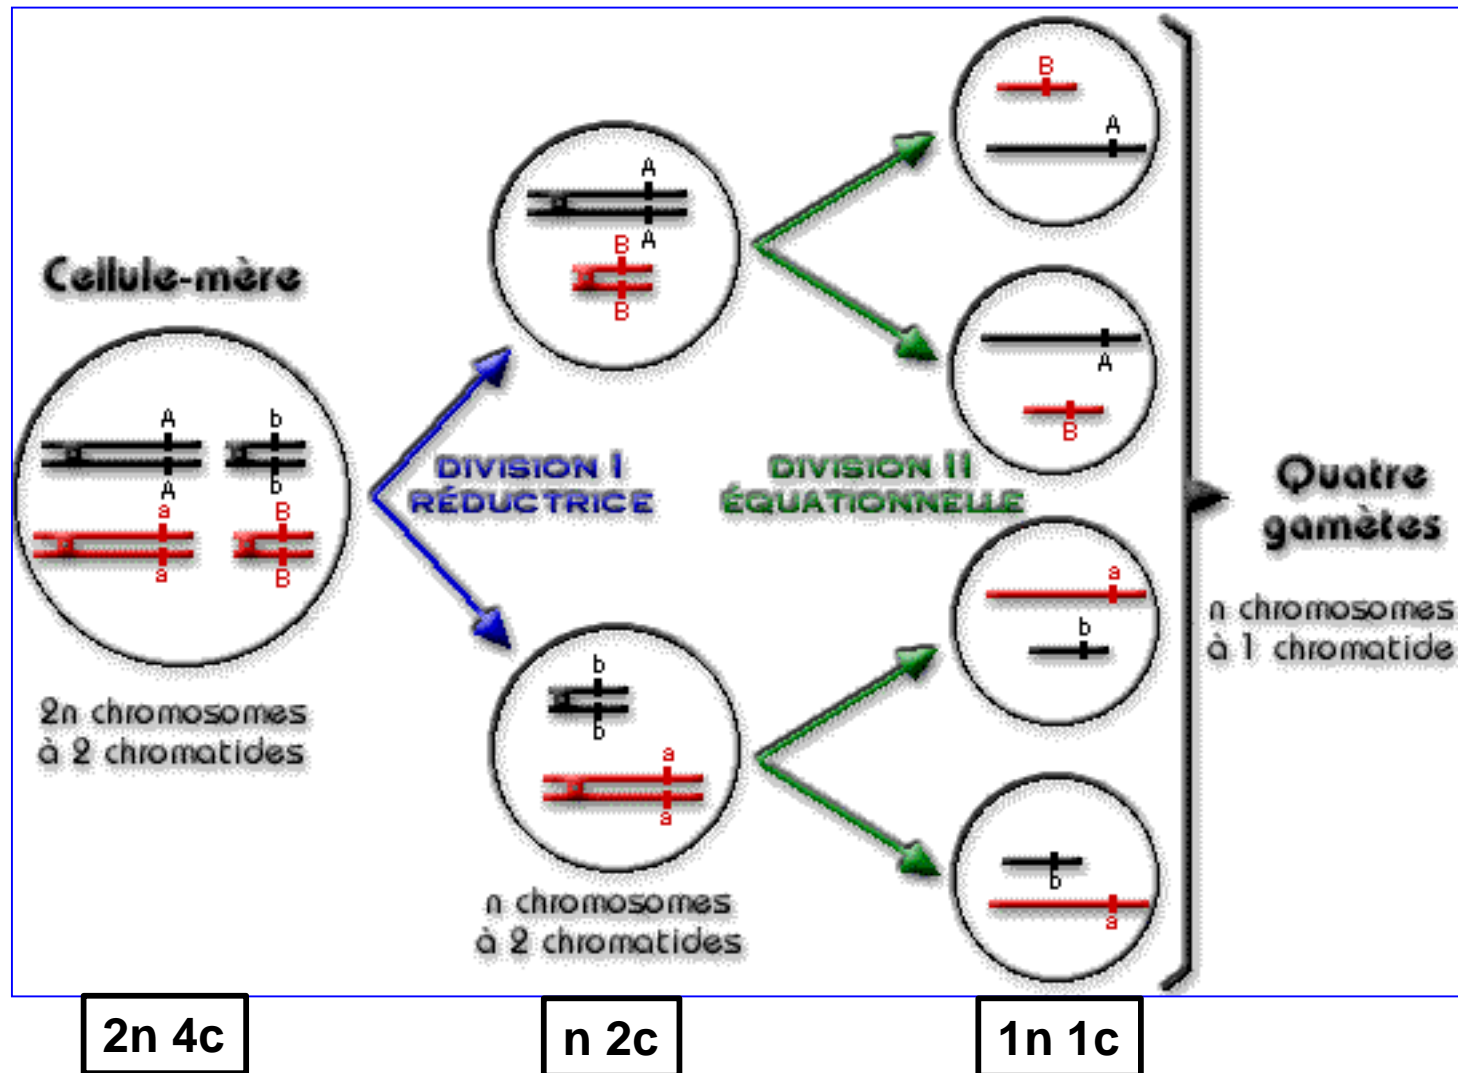 Cellule-mère
A b
A b
a B
a B
2n chromosomes
à 2 chromatides
DIVISION I
RÉDUCTRICE
A
A
B
B
b
b
a
a
n chromosomes
à 2 chromatides
DIVISION II
ÉQUATIONNELLE
B
A
A
B
a
b
b
a
Quatre
gamètes
n chromosomes
à 1 chromatide
2n 4c
n 2c
1n 1c